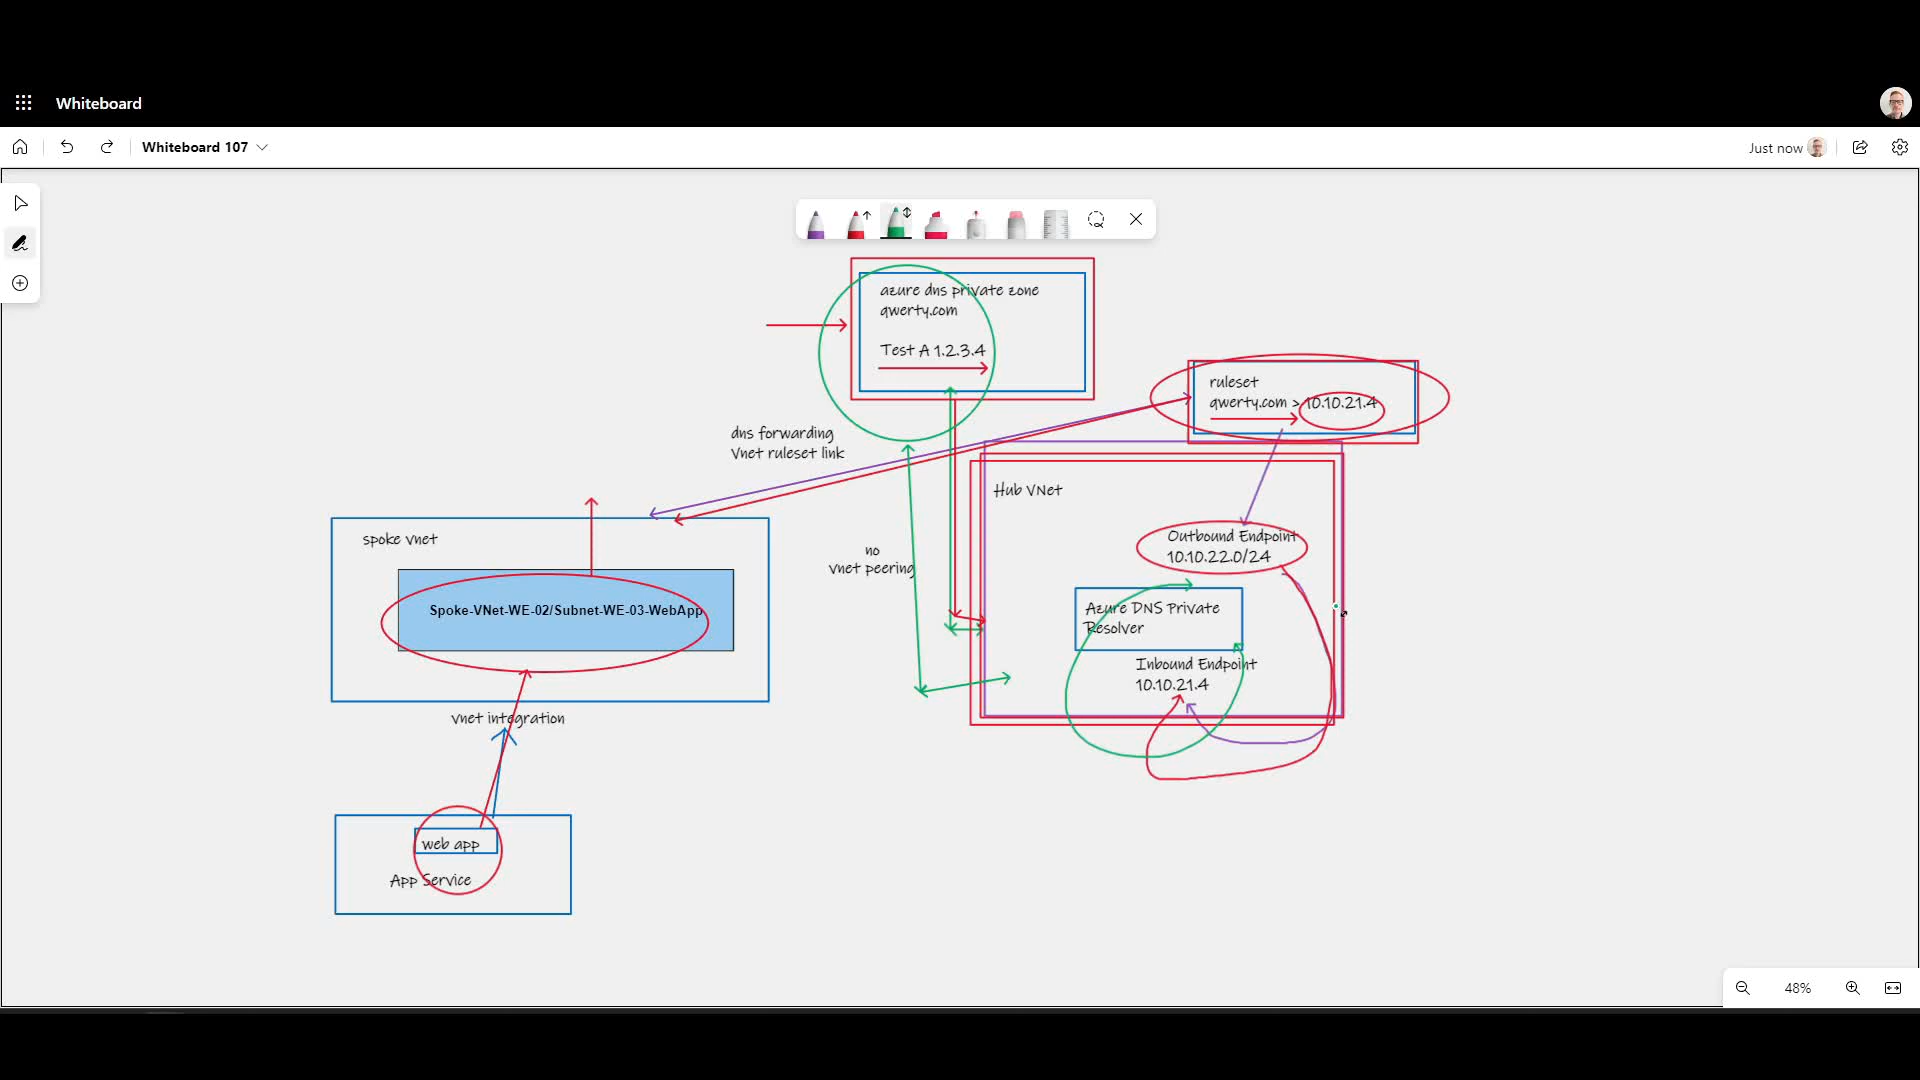 Whiteboard
Whiteboard 107
Just now
azure dns private zone
qwerty.com
Test A 1.2.3.4
ruleset
qwerty.com > 10.10.21.4
dns forwarding
Vnet ruleset link
Hub VNet
spoke vnet
Outbound Endpoint
10.10.22.0/24
no
vnet peering
Spoke-VNet-WE-02/Subnet-WE-03-WebApp
Azure DNS Private
Resolver
Inbound Endpoint
10.10.21.4
vnet integration
web app
App Service
48%